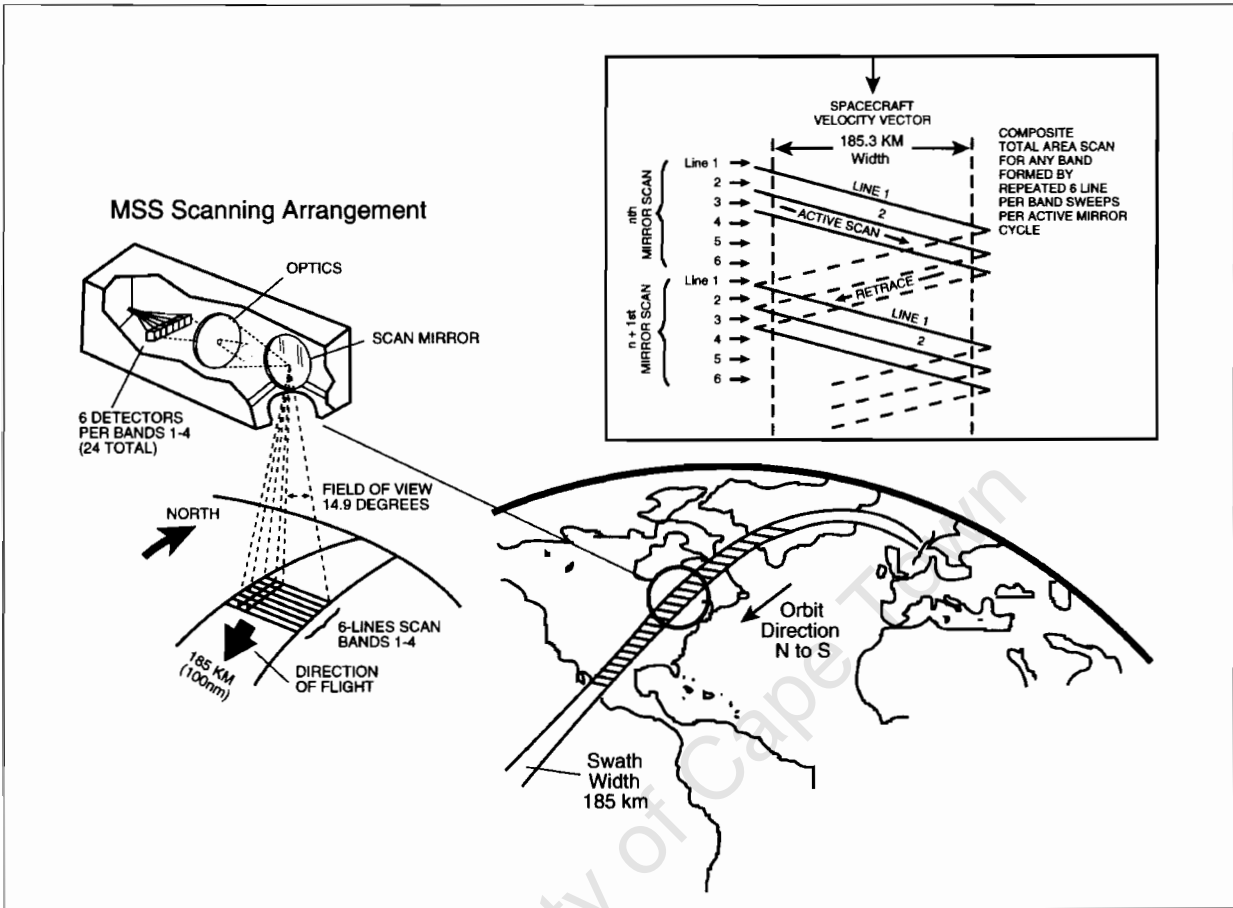 MSS Scanning Arrangement
OPTICS
SCAN MIRROR
6 DETECTORS
PER BANDS 1-4
(24 TOTAL)
FIELD OF VIEW
14.9 DEGREES
NORTH
6-LINES SCAN
BANDS 1-4
185 KM
(100nm)
DIRECTION
OF FLIGHT
SPACECRAFT
VELOCITY VECTOR
185.3 KM
Width
COMPOSITE
TOTAL AREA SCAN
FOR ANY BAND
FORMED BY
REPEATED 6 LINE
PER BAND SWEEPS
PER ACTIVE MIRROR
CYCLE
nth
MIRROR SCAN
Line 1
2
3
4
5
6
LINE 1
2
ACTIVE SCAN
RETRACE
n + 1st
MIRROR SCAN
Line 1
2
3
4
5
6
LINE 1
2
Orbit
Direction
N to S
Swath
Width
185 km
ity of Cape Town